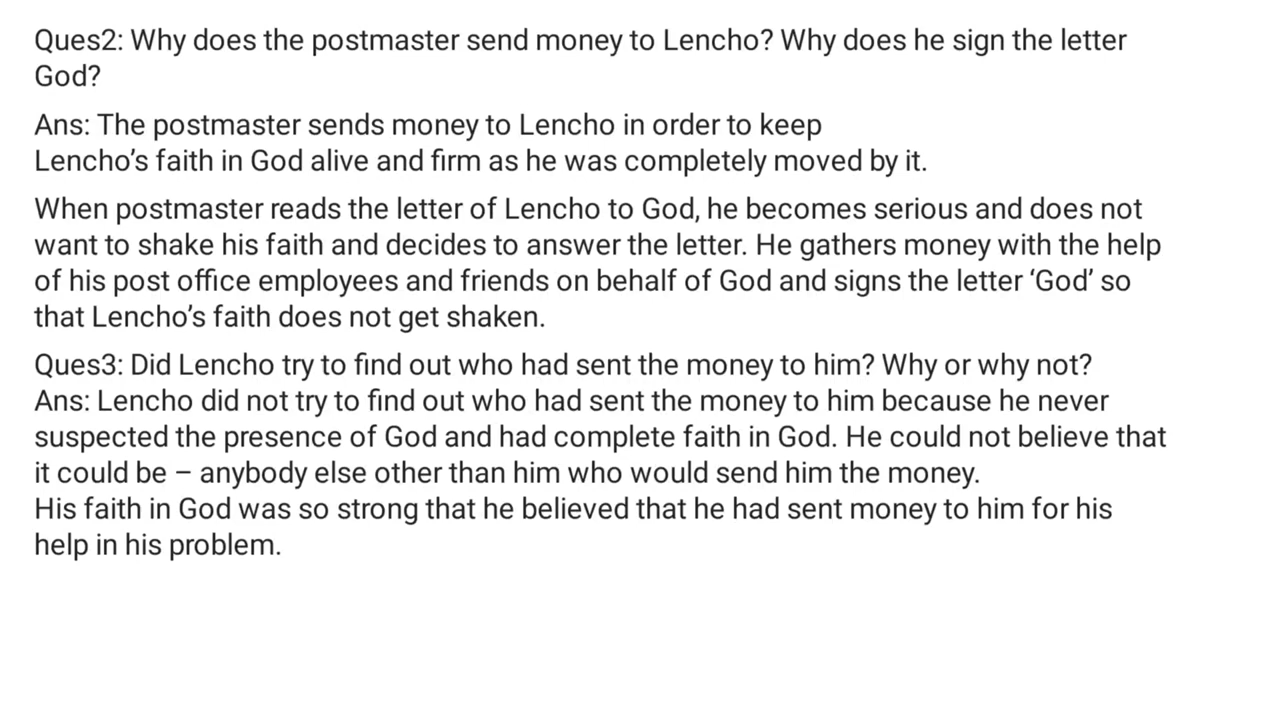 Ques2: Why does the postmaster send money to Lencho? Why does he sign the letter
God?
Ans: The postmaster sends money to Lencho in order to keep
Lencho’s faith in God alive and firm as he was completely moved by it.
When postmaster reads the letter of Lencho to God, he becomes serious and does not
want to shake his faith and decides to answer the letter. He gathers money with the help
of his post office employees and friends on behalf of God and signs the letter ‘God’ so
that Lencho’s faith does not get shaken.
Ques3: Did Lencho try to find out who had sent the money to him? Why or why not?
Ans: Lencho did not try to find out who had sent the money to him because he never
suspected the presence of God and had complete faith in God. He could not believe that
it could be – anybody else other than him who would send him the money.
His faith in God was so strong that he believed that he had sent money to him for his
help in his problem.